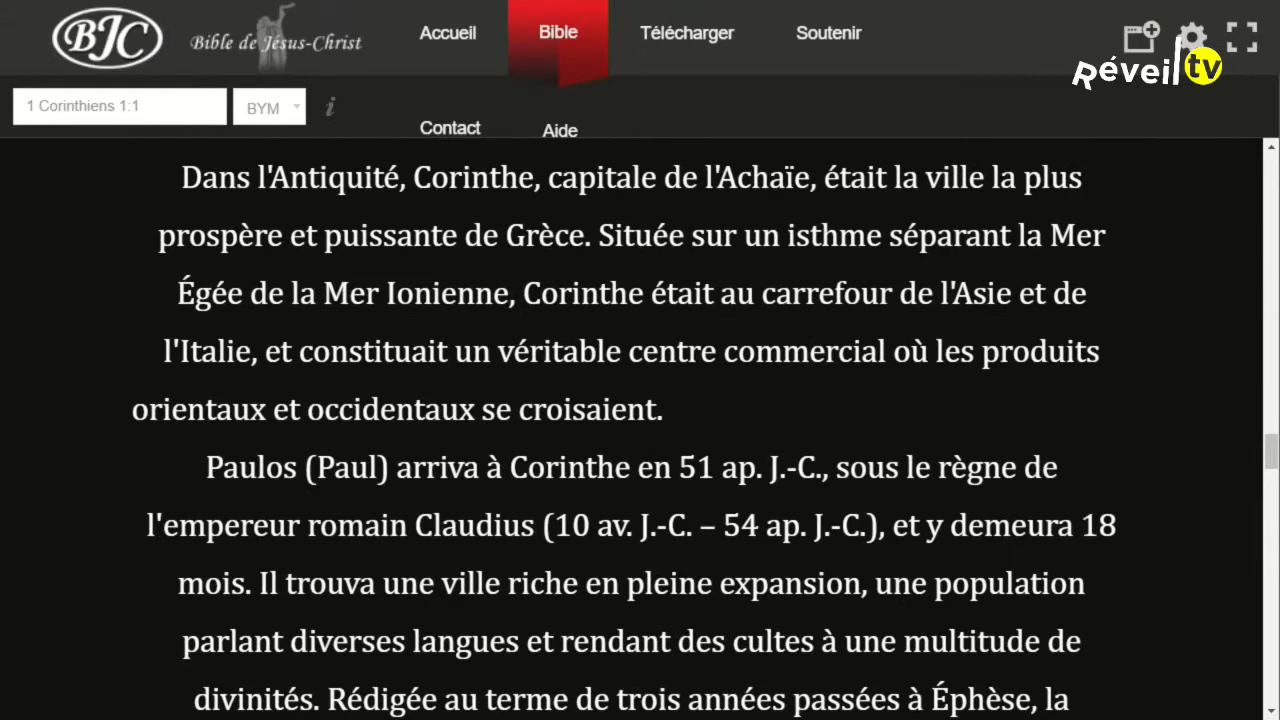 BJC
Bible de Jésus-Christ
Accueil
Bible
Télécharger
Soutenir
Réveil tv
1 Corinthiens 1:1
BYM
i
Contact
Aide
Dans l'Antiquité, Corinthe, capitale de l'Achaïe, était la ville la plus
prospère et puissante de Grèce. Située sur un isthme séparant la Mer
Égée de la Mer Ionienne, Corinthe était au carrefour de l'Asie et de
l'Italie, et constituait un véritable centre commercial où les produits
orientaux et occidentaux se croisaient.
Paulos (Paul) arriva à Corinthe en 51 ap. J.-C., sous le règne de
l'empereur romain Claudius (10 av. J.-C. – 54 ap. J.-C.), et y demeura 18
mois. Il trouva une ville riche en pleine expansion, une population
parlant diverses langues et rendant des cultes à une multitude de
divinités. Rédigée au terme de trois années passées à Éphèse, la